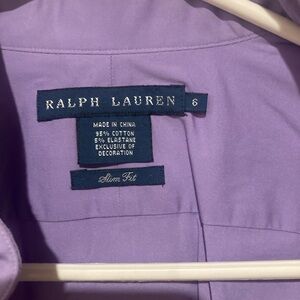 RALPH LAUREN 6
MADE IN CHINA
95% COTTON
5% ELASTANE
EXCLUSIVE OF
DECORATION
Slim Fit